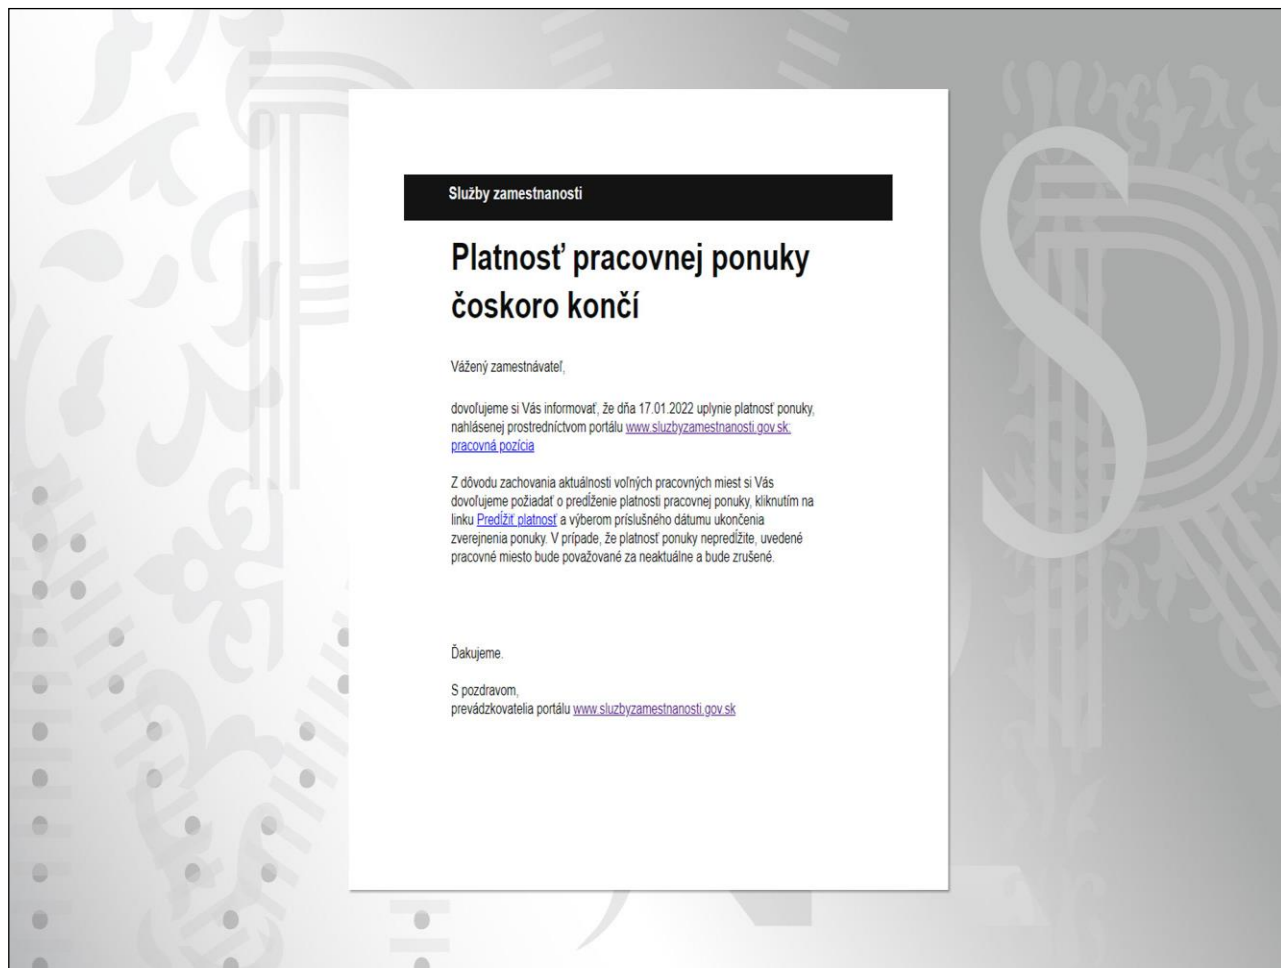 Služby zamestnanosti
Platnosť pracovnej ponuky
čoskoro končí
Vážený zamestnávateľ,
dovoľujeme si Vás informovať, že dňa 17.01.2022 uplynie platnosť ponuky,
nahlásenej prostredníctvom portálu www.sluzbyzamestnanosti.gov.sk:
pracovná pozícia
Z dôvodu zachovania aktuálnosti voľných pracovných miest si Vás
dovoľujeme požiadať o predĺženie platnosti pracovnej ponuky, kliknutím na
linku Predĺžiť platnosť a výberom príslušného dátumu ukončenia
zverejnenia ponuky. V prípade, že platnosť ponuky nepredĺžite, uvedené
pracovné miesto bude považované za neaktuálne a bude zrušené.
Ďakujeme.
S pozdravom,
prevádzkovatelia portálu www.sluzbyzamestnanosti.gov.sk